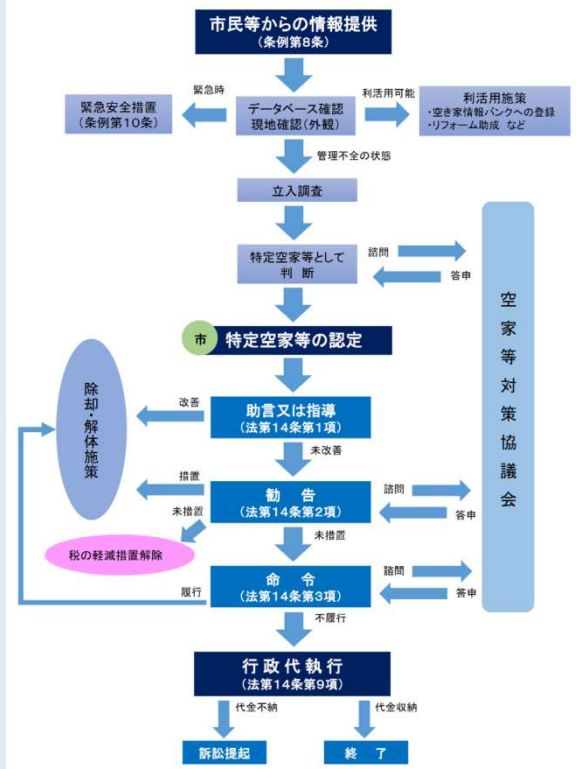 市民等からの情報提供
(条例第8条)
緊急時
利活用可能
緊急安全措置
(条例第10条)
データベース確認
現地確認(外観)
利活用施策
・空き家情報バンクへの登録
・リフォーム助成 など
管理不全の状態
立入調査
特定空家等として
判 断
諮問
答申
空家等対策協議会
市
特定空家等の認定
除却・解体施策
改善
助言又は指導
(法第14条第1項)
未改善
措置
勧 告
(法第14条第2項)
諮問
答申
未措置
税の軽減措置解除
未措置
履行
命 令
(法第14条第3項)
諮問
答申
不履行
行政代執行
(法第14条第9項)
代金不納
代金収納
訴訟提起
終 了